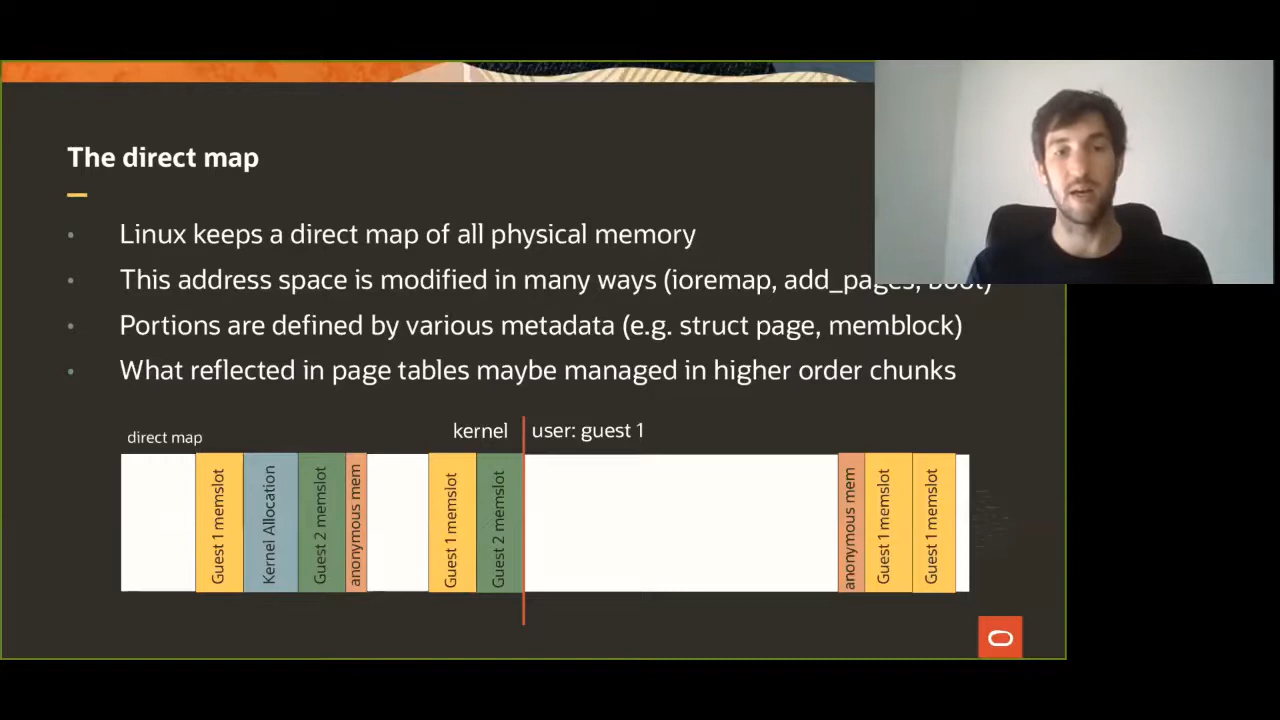 The direct map
Linux keeps a direct map of all physical memory
This address space is modified in many ways (ioremap, add_pages, boot)
Portions are defined by various metadata (e.g. struct page, memblock)
What reflected in page tables maybe managed in higher order chunks
direct map
kernel
user: guest 1
Guest 1 memslot
Kernel Allocation
Guest 2 memslot
anonymous mem
Guest 1 memslot
Guest 2 memslot
anonymous mem
Guest 1 memslot
Guest 1 memslot